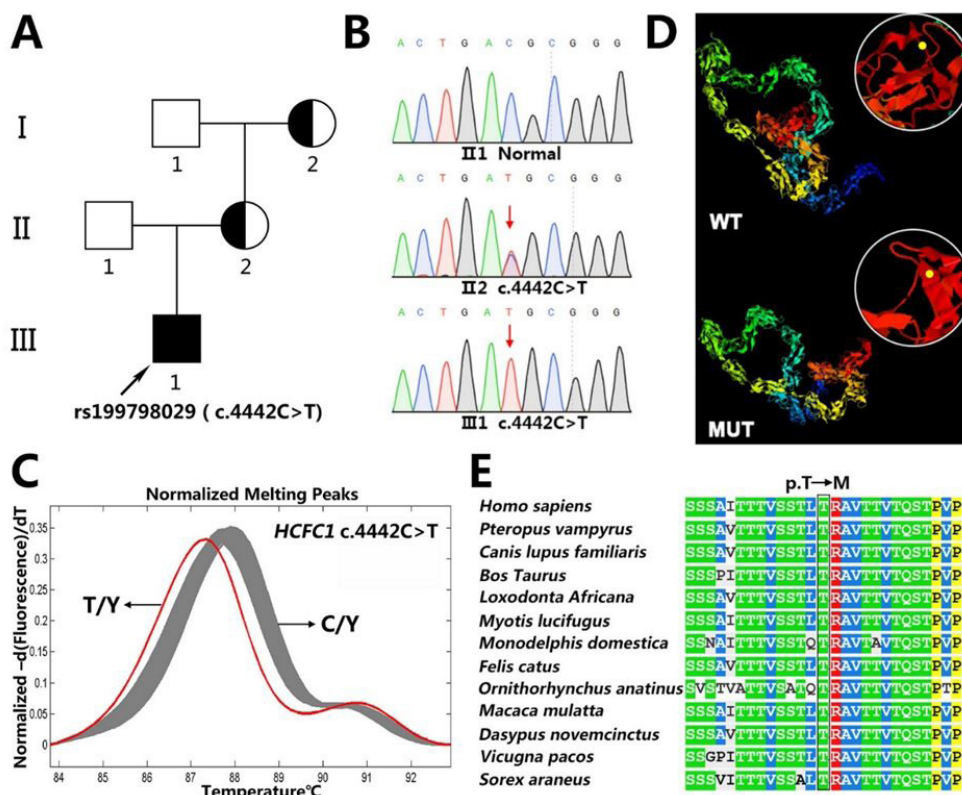 A
I
1
2
II
1
2
III
1
rs199798029 ( c.4442C>T)
B
A C T G A C G C G G G
II1 Normal
A C T G A T G C G G G
II2 c.4442C>T
A C T G A T G C G G G
III1 c.4442C>T
D
WT
MUT
C
Normalized Melting Peaks
HCFC1 c.4442C>T
T/Y
C/Y
Normalized -d((Fluorescence)/dT
0.35
0.3
0.25
0.2
0.15
0.1
0.05
0
84 85 86 87 88 89 90 91 92
Temperature℃
E
p.T→M
Homo sapiens SSSAITTTVSSTLTRAVTTVTQSTPVP
Pteropus vampyrus SSSAVTTTVSSTLTRAVTTVTQSTPVP
Canis lupus familiaris SSSAVTTTVSSTLTRAVTTVTQSTPVP
Bos Taurus SSSPITTTVSSTLTRAVTTVTQSTPVP
Loxodonta Africana SSSAVTTTVSSTLTRAVTTVTQSTPVP
Myotis lucifugus SSSAVTTTVSSTLTRAVTTVTQSTPVP
Monodelphis domestica SSNAITTTVSSTQTRAVTAVTQSTPVP
Felis catus SSSAVTTTVSSTLTRAVTTVTQSTPVP
Ornithorhynchus anatinus SVSTVATTVSATQTRAVTTVTQSTPTP
Macaca mulatta SSSAITTTVSSTLTRAVTTVTQSTPVP
Dasypus novemcinctus SSSAVTTTVSSTLTRAVTTVTQSTPVP
Vicugna pacos SSGPITTTVSSTLTRAVTTVTQSTPVP
Sorex araneus SSSVITTTVSSALTRAVTTVTQSTPVP